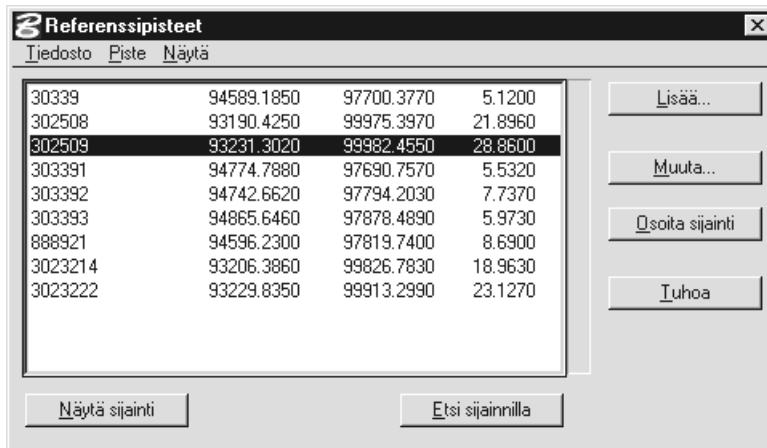 Referenssipisteet
Tiedosto Piste Näytä
30339 94589.1850 97700.3770 5.1200
302508 93190.4250 99975.3970 21.8960
302509 93231.3020 99982.4550 28.8600
303391 94774.7880 97690.7570 5.5320
303392 94742.6620 97794.2030 7.7370
303393 94865.6460 97878.4890 5.9730
888921 94596.2300 97819.7400 8.6900
3023214 93206.3860 99826.7830 18.9630
3023222 93229.8350 99913.2990 23.1270
Lisää...
Muuta...
Osoita sijainti
Tuhoa
Näytä sijainti Etsi sijainnilla